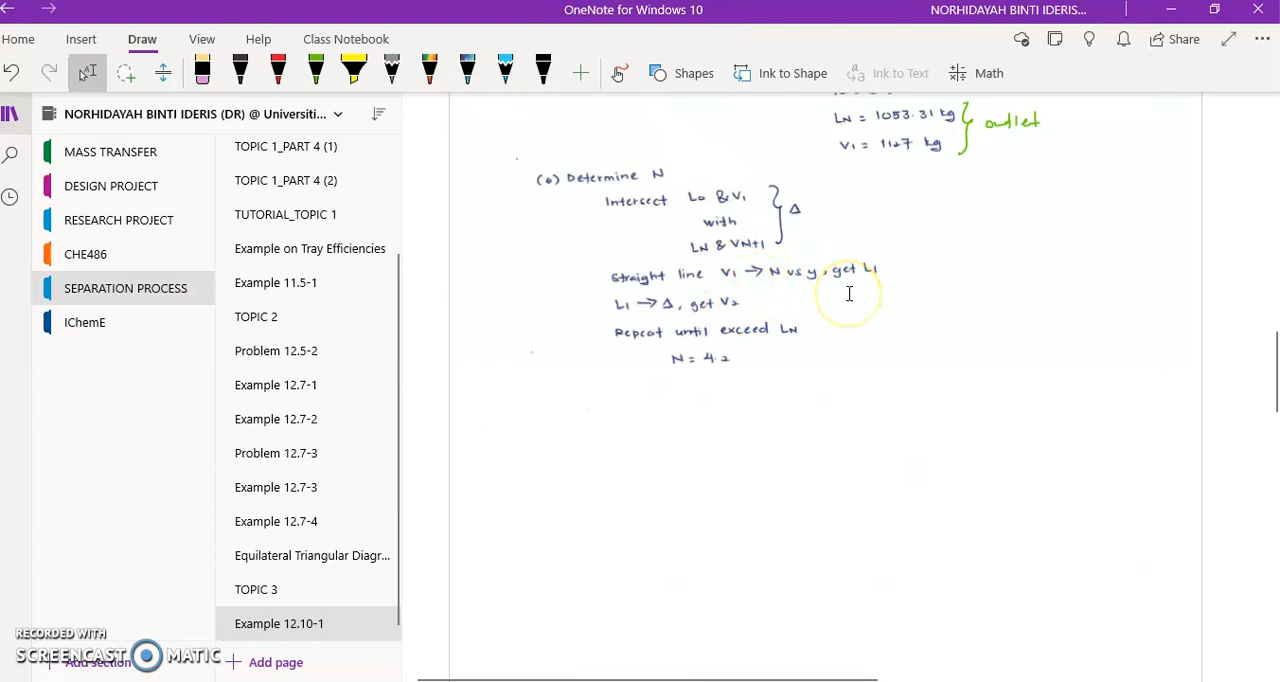 OneNote for Windows 10
NORHIDAYAH BINTI IDERIS...
Home Insert Draw View Help Class Notebook
Share
Shapes Ink to Shape Ink to Text Math
NORHIDAYAH BINTI IDERIS (DR) @ Universiti...
MASS TRANSFER
DESIGN PROJECT
RESEARCH PROJECT
CHE486
SEPARATION PROCESS
IChemE
Add section
TOPIC 1_PART 4 (1)
TOPIC 1_PART 4 (2)
TUTORIAL_TOPIC 1
Example on Tray Efficiencies
Example 11.5-1
TOPIC 2
Problem 12.5-2
Example 12.7-1
Example 12.7-2
Problem 12.7-3
Example 12.7-3
Example 12.7-4
Equilateral Triangular Diagr...
TOPIC 3
Example 12.10-1
Add page
LN = 1053.31 kg
V1 = 1127 kg
outlet
(c) Determine N
Intersect L0 & V1
with
LN & VN+1
Δ
Straight line V1 → N vs y, get L1
L1 → Δ, get V2
Repeat until exceed LN
N = 4.2
RECORDED WITH
SCREENCAST MATIC